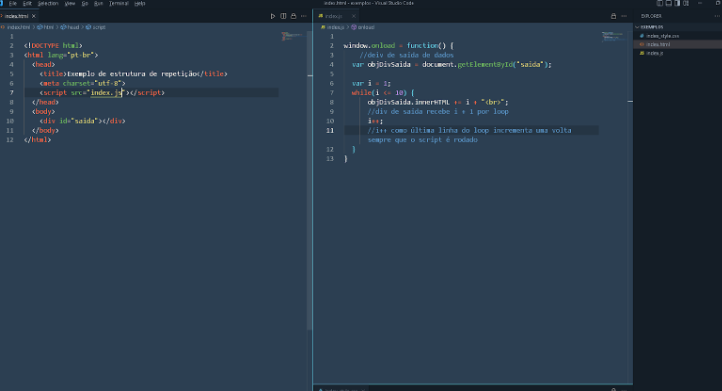 File Edit Selection View Go Run Terminal Help
index.html - exemplos - Visual Studio Code
index.html
index.html > html > head > script
1
2 <!DOCTYPE html>
3 <html lang="pt-br">
4 <head>
5 <title>Exemplo de estrutura de repetição</title>
6 <meta charset="utf-8">
7 <script src="index.js"></script>
8 </head>
9 <body>
10 <div id="saida"></div>
11 </body>
12 </html>
index.js
index.js > onload
1
2 window.onload = function() {
3 //deiv de saida de dados
4 var objDivSaida = document.getElementById("saida");
5
6 var i = 1;
7 while(i <= 10) {
8 objDivSaida.innerHTML += i + "<br>";
9 //div de saida recebe i + 1 por loop
10 i++;
11 //i++ como última linha do loop incrementa uma volta
sempre que o script é rodado
12 }
13 }
EXPLORER
EXEMPLOS
index_style.css
index.html
index.js